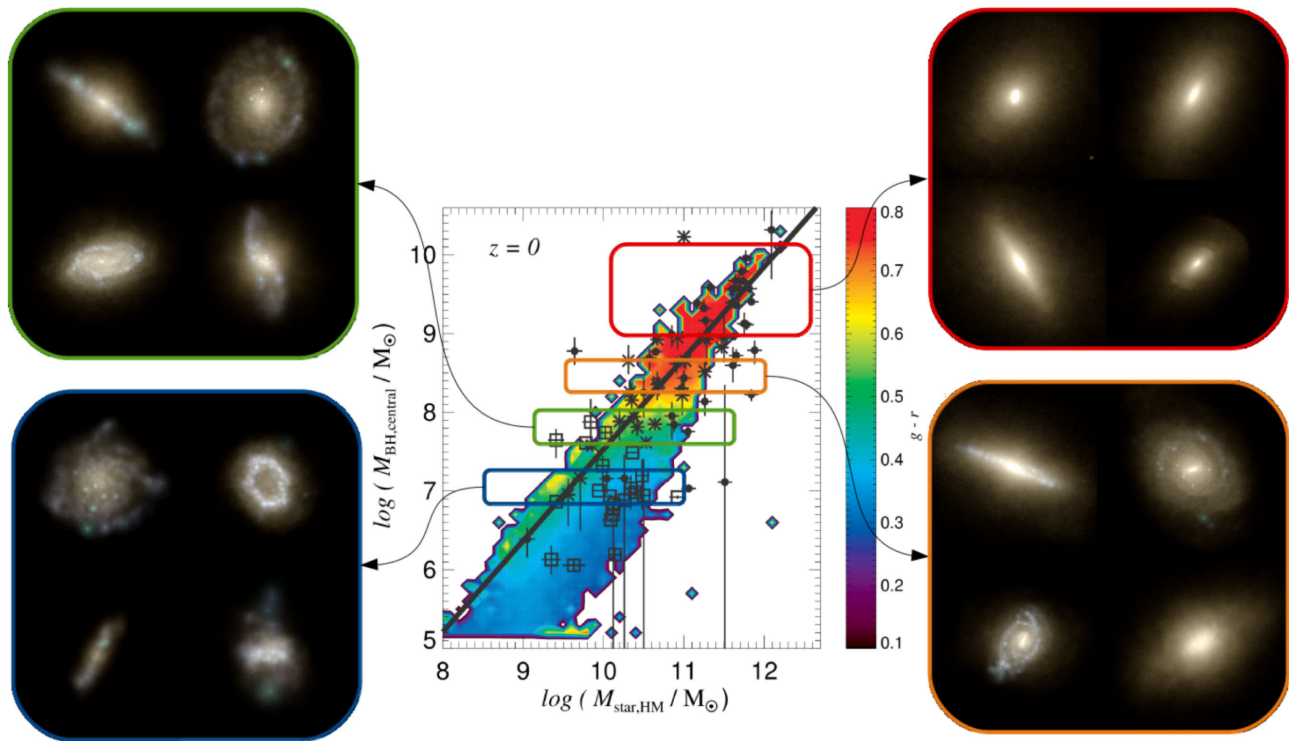 z = 0
log ( M_BH,central / M_⊙ )
10
9
8
7
6
5
8 9 10 11 12
log ( M_star,HM / M_⊙ )
0.8
0.7
0.6
0.5
0.4
0.3
0.2
0.1
g - r